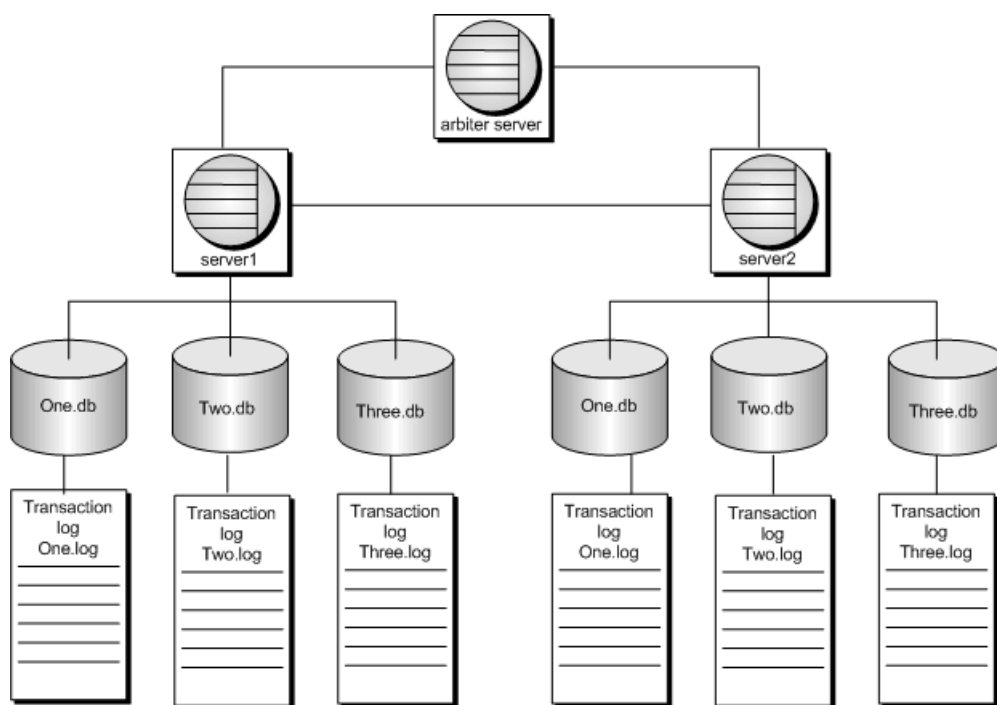 arbiter server
server1
server2
One.db
Two.db
Three.db
One.db
Two.db
Three.db
Transaction
log
One.log
Transaction
log
Two.log
Transaction
log
Three.log
Transaction
log
One.log
Transaction
log
Two.log
Transaction
log
Three.log